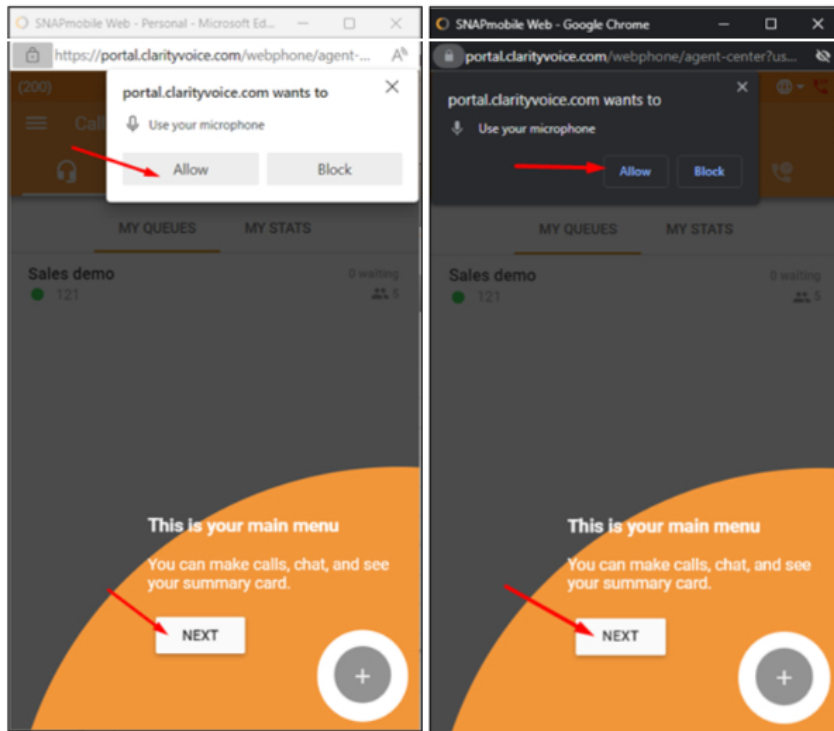 SNAPmobile Web - Personal - Microsoft Ed...
https://portal.clarityvoice.com/webphone/agent-...
(200)
portal.clarityvoice.com wants to
Use your microphone
Allow Block
MY QUEUES MY STATS
Sales demo 0 waiting
121 5
This is your main menu
You can make calls, chat, and see
your summary card.
NEXT
+
SNAPmobile Web - Google Chrome
portal.clarityvoice.com/webphone/agent-center?us...
portal.clarityvoice.com wants to
Use your microphone
Allow Block
MY QUEUES MY STATS
Sales demo 0 waiting
121 5
This is your main menu
You can make calls, chat, and see
your summary card.
NEXT
+